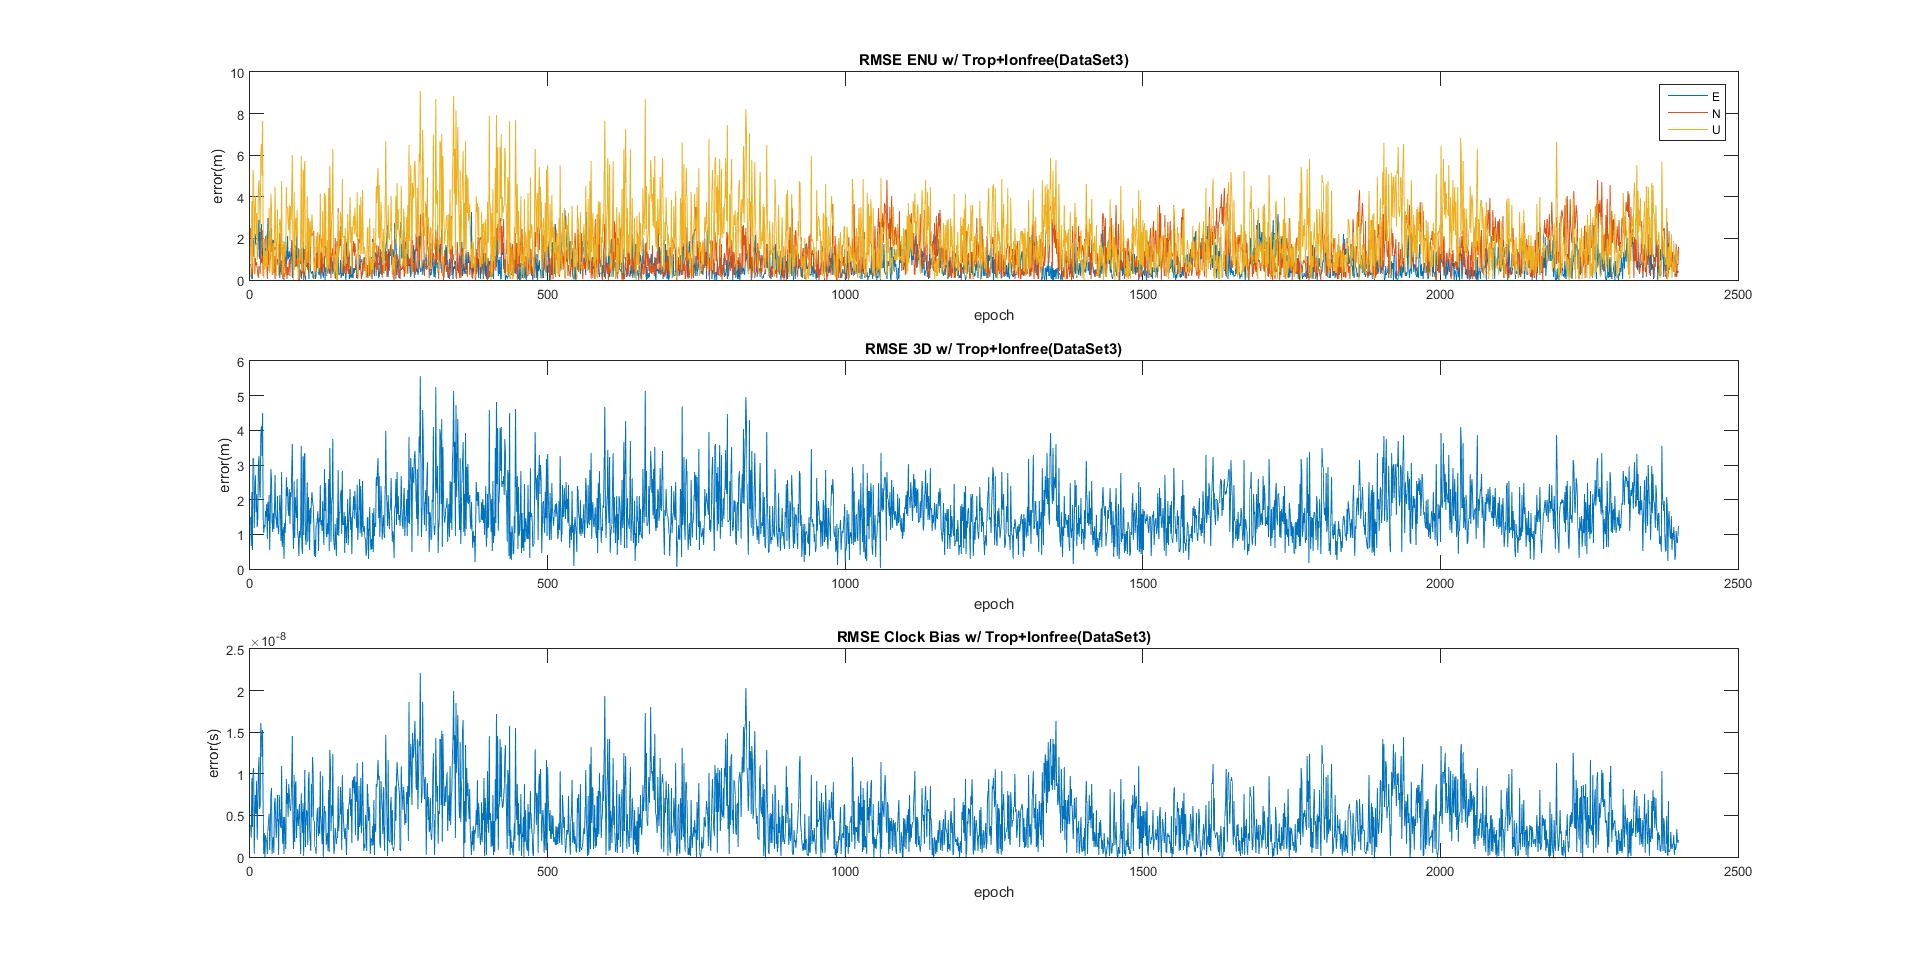 RMSE ENU w/ Trop+Ionfree(DataSet3)
10
8
6
4
2
0
error(m)
E
N
U
0 500 1000 1500 2000 2500
epoch
RMSE 3D w/ Trop+Ionfree(DataSet3)
6
5
4
3
2
1
0
error(m)
0 500 1000 1500 2000 2500
epoch
RMSE Clock Bias w/ Trop+Ionfree(DataSet3)
×10-8
2.5
2
1.5
1
0.5
0
error(s)
0 500 1000 1500 2000 2500
epoch